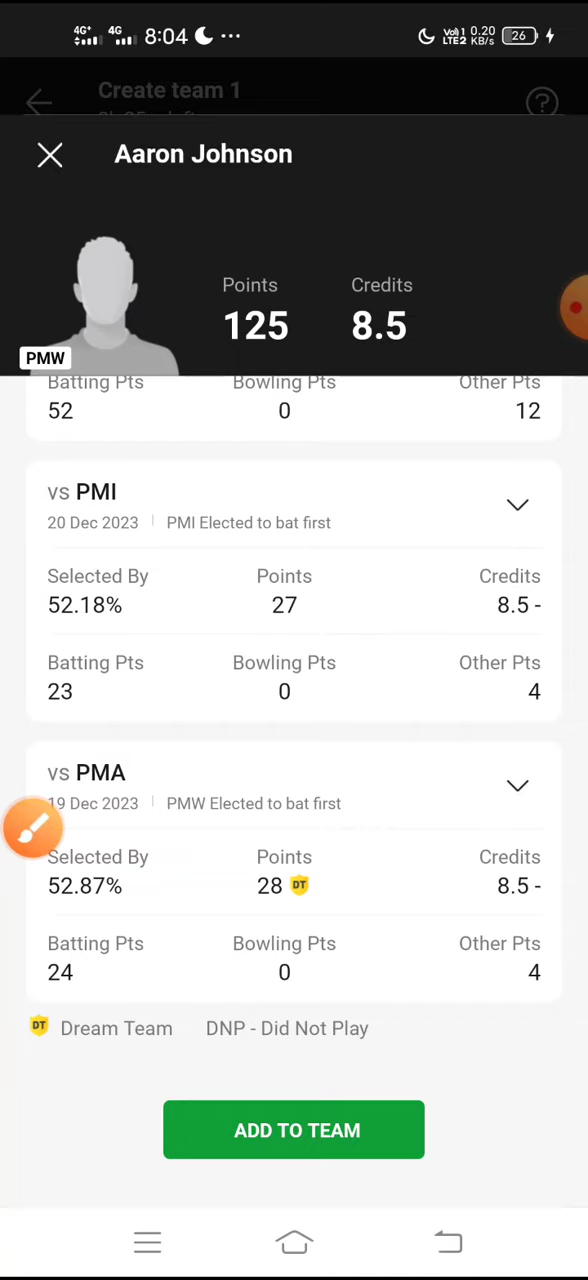 4G+ 4G 8:04 ••• Vo) 1 LTE2 0.20 KB/s 26
Create team 1
Aaron Johnson
Points Credits
125 8.5
PMW
Batting Pts Bowling Pts Other Pts
52 0 12
vs PMI
20 Dec 2023 PMI Elected to bat first
Selected By Points Credits
52.18% 27 8.5 -
Batting Pts Bowling Pts Other Pts
23 0 4
vs PMA
19 Dec 2023 PMW Elected to bat first
Selected By Points Credits
52.87% 28 DT 8.5 -
Batting Pts Bowling Pts Other Pts
24 0 4
DT Dream Team DNP - Did Not Play
ADD TO TEAM